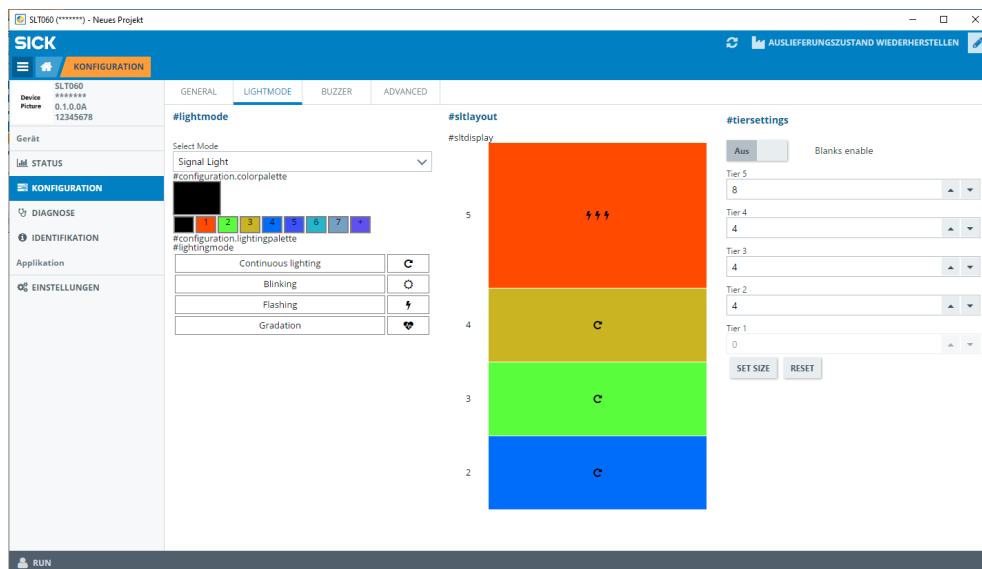 SLT060 (*******) - Neues Projekt
SICK
AUSLIEFERUNGSZUSTAND WIEDERHERSTELLEN
KONFIGURATION
Device
Picture
SLT060
*******
0.1.0.0A
12345678
Gerät
STATUS
KONFIGURATION
DIAGNOSE
IDENTIFIKATION
Applikation
EINSTELLUNGEN
GENERAL LIGHTMODE BUZZER ADVANCED
#lightmode
Select Mode
Signal Light
#configuration.colorpalette
1 2 3 4 5 6 7 *
#configuration.lightingpalette
#lightingmode
Continuous lighting
Blinking
Flashing
Gradation
#sltlayout
#sltdisplay
5
4
3
2
#tiersettings
Aus Blanks enable
Tier 5
8
Tier 4
4
Tier 3
4
Tier 2
4
Tier 1
0
SET SIZE RESET
RUN